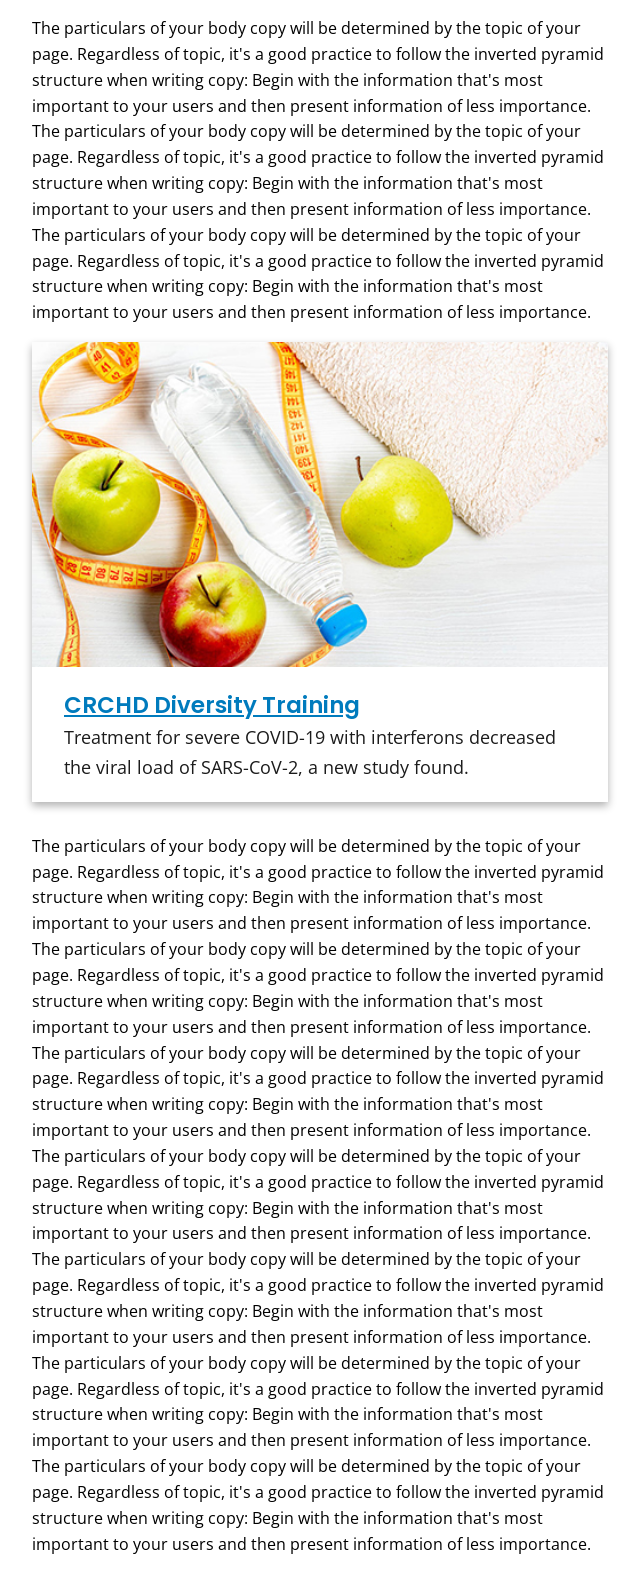 The particulars of your body copy will be determined by the topic of your
page. Regardless of topic, it's a good practice to follow the inverted pyramid
structure when writing copy: Begin with the information that's most
important to your users and then present information of less importance.
The particulars of your body copy will be determined by the topic of your
page. Regardless of topic, it's a good practice to follow the inverted pyramid
structure when writing copy: Begin with the information that's most
important to your users and then present information of less importance.
The particulars of your body copy will be determined by the topic of your
page. Regardless of topic, it's a good practice to follow the inverted pyramid
structure when writing copy: Begin with the information that's most
important to your users and then present information of less importance.
CRCHD Diversity Training
Treatment for severe COVID-19 with interferons decreased
the viral load of SARS-CoV-2, a new study found.
The particulars of your body copy will be determined by the topic of your
page. Regardless of topic, it's a good practice to follow the inverted pyramid
structure when writing copy: Begin with the information that's most
important to your users and then present information of less importance.
The particulars of your body copy will be determined by the topic of your
page. Regardless of topic, it's a good practice to follow the inverted pyramid
structure when writing copy: Begin with the information that's most
important to your users and then present information of less importance.
The particulars of your body copy will be determined by the topic of your
page. Regardless of topic, it's a good practice to follow the inverted pyramid
structure when writing copy: Begin with the information that's most
important to your users and then present information of less importance.
The particulars of your body copy will be determined by the topic of your
page. Regardless of topic, it's a good practice to follow the inverted pyramid
structure when writing copy: Begin with the information that's most
important to your users and then present information of less importance.
The particulars of your body copy will be determined by the topic of your
page. Regardless of topic, it's a good practice to follow the inverted pyramid
structure when writing copy: Begin with the information that's most
important to your users and then present information of less importance.
The particulars of your body copy will be determined by the topic of your
page. Regardless of topic, it's a good practice to follow the inverted pyramid
structure when writing copy: Begin with the information that's most
important to your users and then present information of less importance.
The particulars of your body copy will be determined by the topic of your
page. Regardless of topic, it's a good practice to follow the inverted pyramid
structure when writing copy: Begin with the information that's most
important to your users and then present information of less importance.